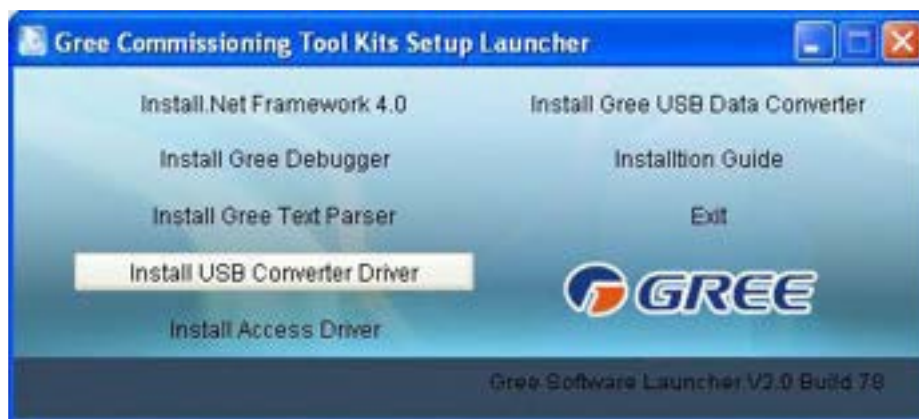 Gree Commissioning Tool Kits Setup Launcher
Install.Net Framework 4.0
Install Gree USB Data Converter
Install Gree Debugger
Installtion Guide
Install Gree Text Parser
Exit
Install USB Converter Driver
GREE
Install Access Driver
Gree Software Launcher V3.0 Build 78